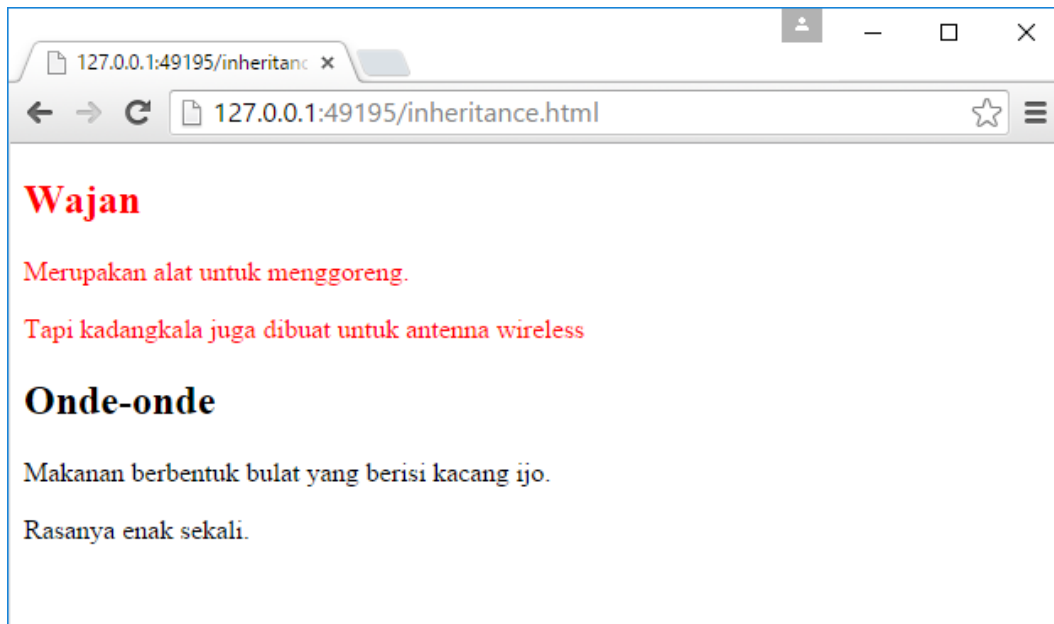 127.0.0.1:49195/inheritanc
127.0.0.1:49195/inheritance.html
Wajan
Merupakan alat untuk menggoreng.
Tapi kadangkala juga dibuat untuk antenna wireless
Onde-onde
Makanan berbentuk bulat yang berisi kacang ijo.
Rasanya enak sekali.